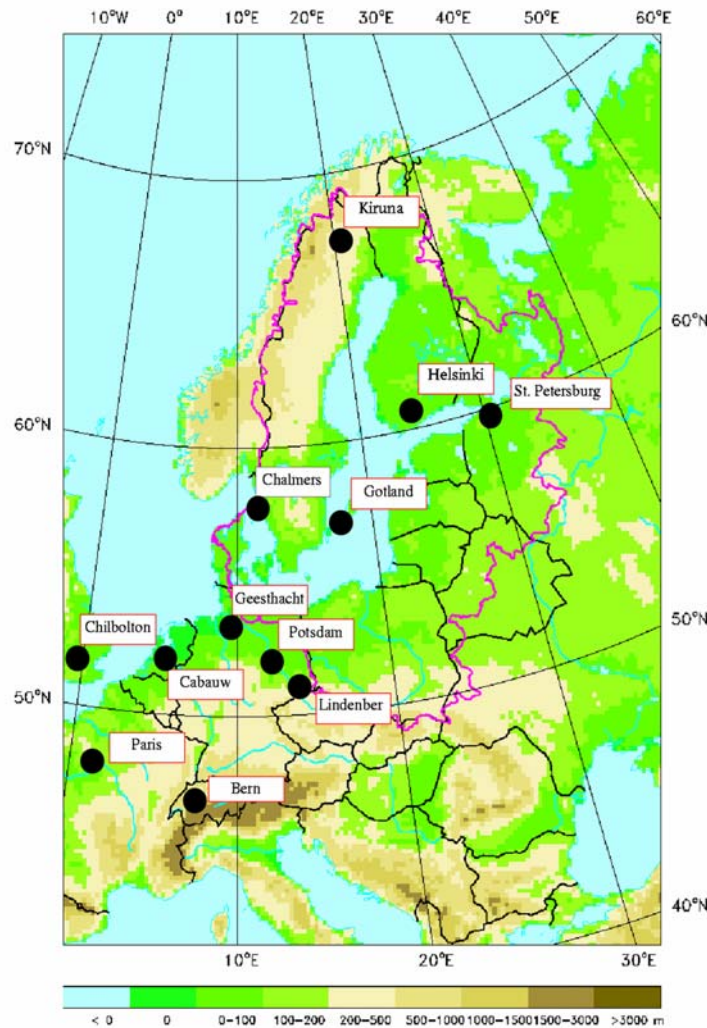 10°W 0° 10°E 20°E 30°E 40°E 50°E 60°E
70°N
Kiruna
60°N
Helsinki
St. Petersburg
60°N
Chalmers
Gotland
Geesthacht
Chilbolton
Potsdam
50°N
Cabauw
50°N
Lindenber
Paris
Bern
40°N
10°E 20°E 30°E
< 0 0 0-100 100-200 200-500 500-1000 1000-1500 1500-3000 >3000 m